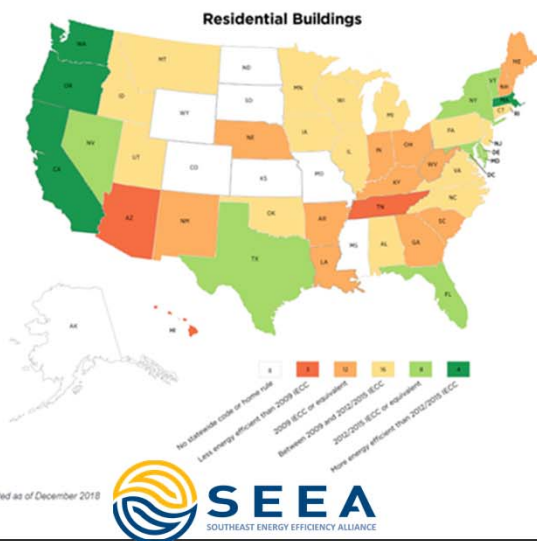 Residential Buildings
WA
MT
ND
ME
OR
ID
SD
MN
WI
MI
VT
NH
NY
MA
CT
RI
WY
NE
IA
PA
NJ
NV
UT
CO
KS
MO
IL
IN
OH
WV
VA
DE
MD
DC
CA
KY
AZ
NM
OK
AR
TN
NC
SC
TX
LA
MS
AL
GA
FL
AK
HI
8 3 12 16 8 4
No statewide code or home rule
Less energy efficient than 2009 IECC
2009 IECC or equivalent
Between 2009 and 2012/2015 IECC
2012/2015 IECC or equivalent
More energy efficient than 2012/2015 IECC
ted as of December 2018
SEEA
SOUTHEAST ENERGY EFFICIENCY ALLIANCE